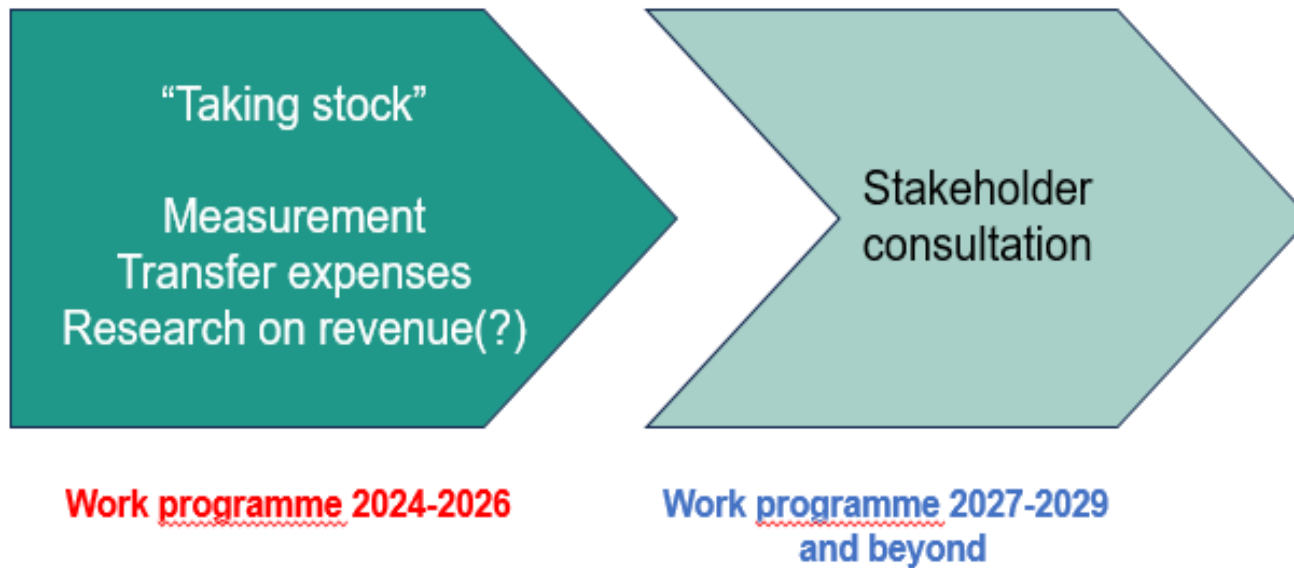 “Taking stock”
Measurement
Transfer expenses
Research on revenue(?)
Stakeholder
consultation
Work programme 2024-2026
Work programme 2027-2029
and beyond